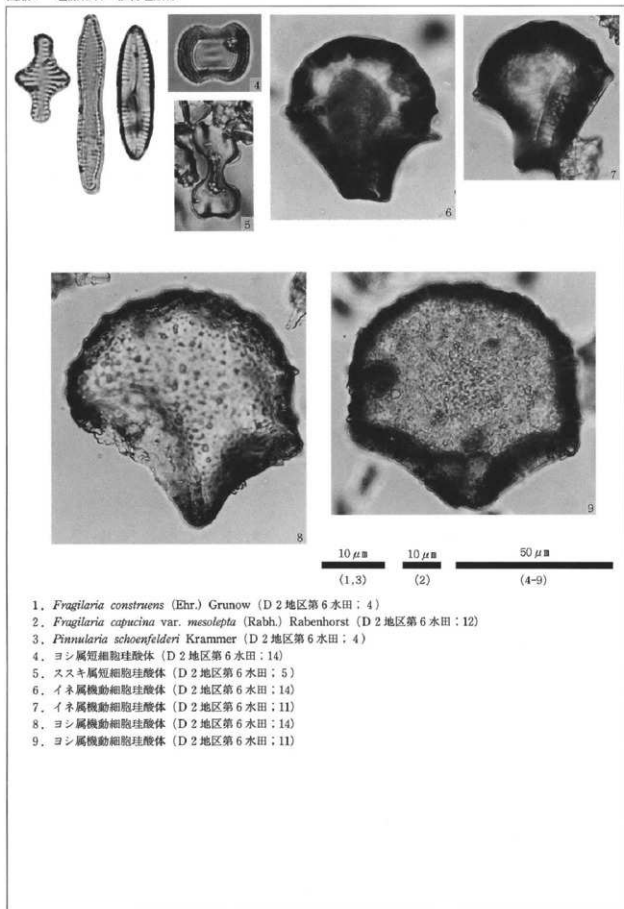 4
5
6
7
8
9
10μm 10μm 50μm
(1,3) (2) (4-9)
1. Fragilaria construens (Ehr.) Grunow (D 2 地区第 6 水田；4)
2. Fragilaria capucina var. mesolepta (Rabh.) Rabenhorst (D 2 地区第 6 水田；12)
3. Pinnularia schoenfelderi Krammer (D 2 地区第 6 水田；4)
4. ヨシ属短細胞珪酸体 (D 2 地区第 6 水田；14)
5. ススキ属短細胞珪酸体 (D 2 地区第 6 水田；5)
6. イネ属機動細胞珪酸体 (D 2 地区第 6 水田；14)
7. イネ属機動細胞珪酸体 (D 2 地区第 6 水田；11)
8. ヨシ属機動細胞珪酸体 (D 2 地区第 6 水田；14)
9. ヨシ属機動細胞珪酸体 (D 2 地区第 6 水田；11)